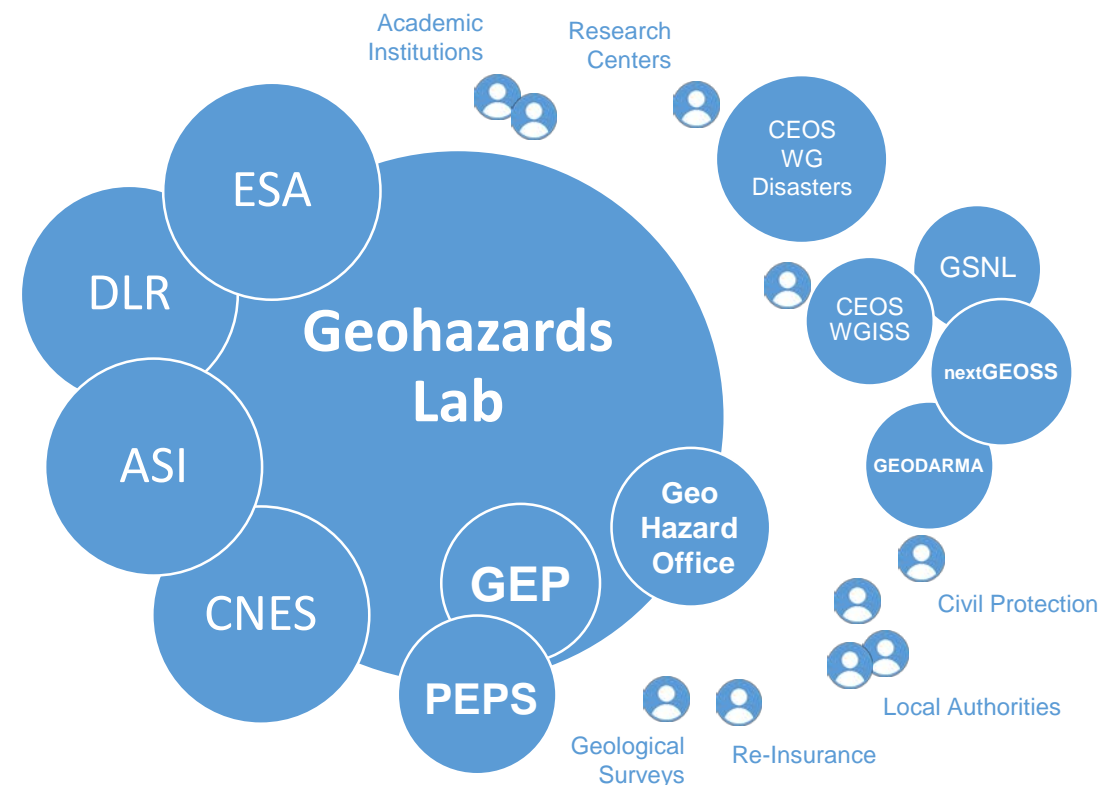 Academic
Institutions
Research
Centers
CEOS
WG
Disasters
ESA
DLR
GSNL
Geohazards
Lab
CEOS
WGISS
nextGEOSS
ASI
GEODARMA
Geo
Hazard
Office
GEP
CNES
Civil Protection
PEPS
Local Authorities
Geological
Surveys
Re-Insurance